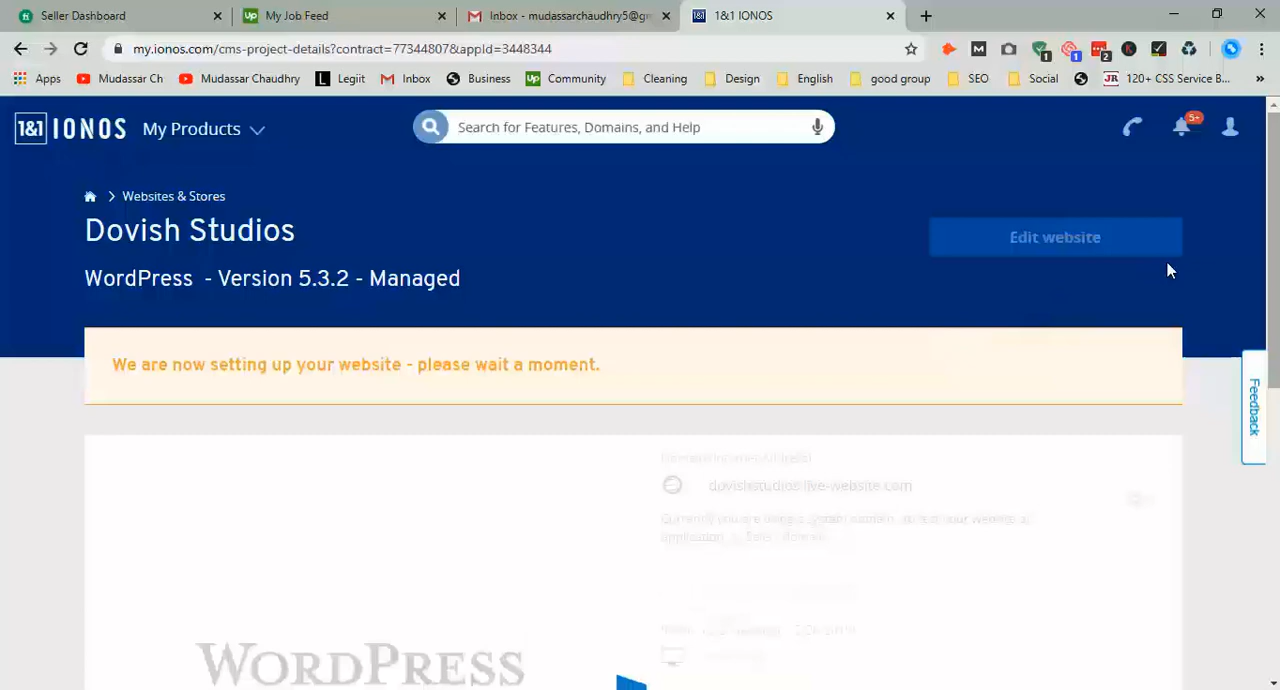 Seller Dashboard
My Job Feed
Inbox - mudassarchaudhry5@gm
1&1 IONOS
my.ionos.com/cms-project-details?contract=77344807&appId=3448344
Apps
Mudassar Ch
Mudassar Chaudhry
Legiit
Inbox
Business
Community
Cleaning
Design
English
good group
SEO
Social
120+ CSS Service B...
1&1 IONOS
My Products
Search for Features, Domains, and Help
5+
Websites & Stores
Dovish Studios
Edit website
WordPress - Version 5.3.2 - Managed
We are now setting up your website - please wait a moment.
Feedback
dovishstudios.live-website.com
WORDPRESS